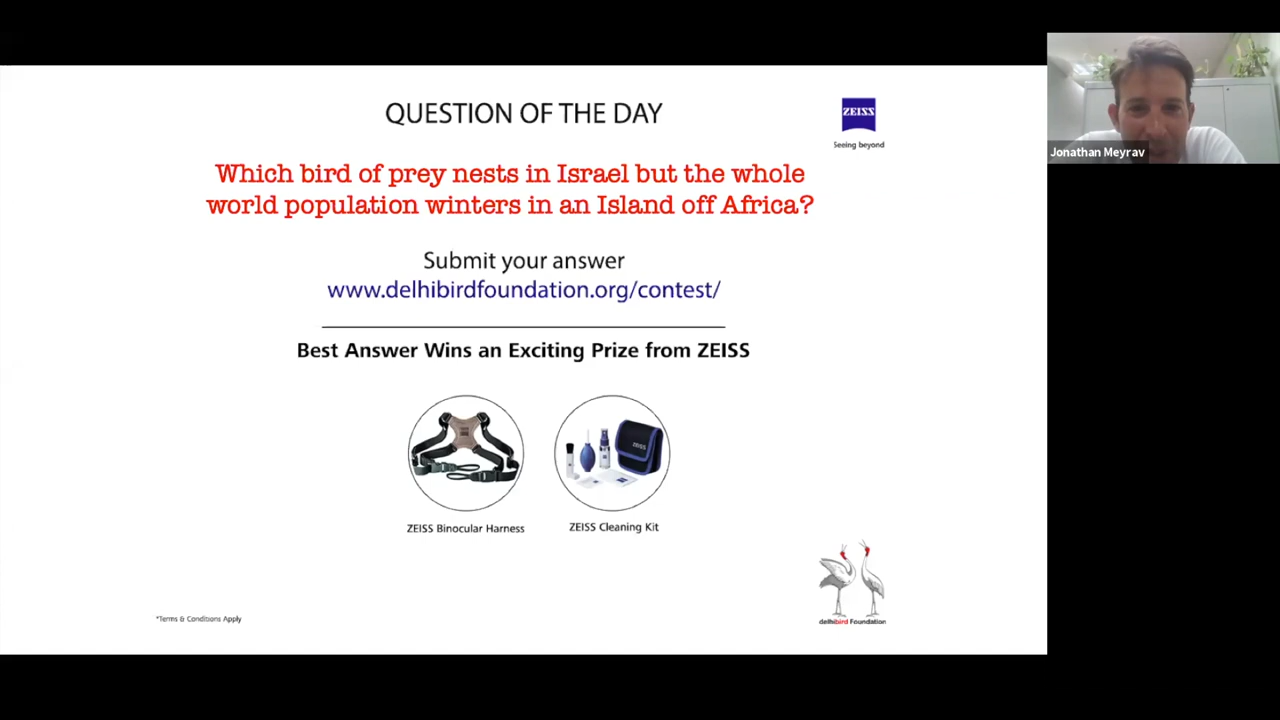 QUESTION OF THE DAY
ZEISS
Seeing beyond
Jonathan Meyrav
Which bird of prey nests in Israel but the whole
world population winters in an Island off Africa?
Submit your answer
www.delhibirdfoundation.org/contest/
Best Answer Wins an Exciting Prize from ZEISS
ZEISS
ZEISS Binocular Harness
ZEISS Cleaning Kit
delhibird Foundation
*Terms & Conditions Apply